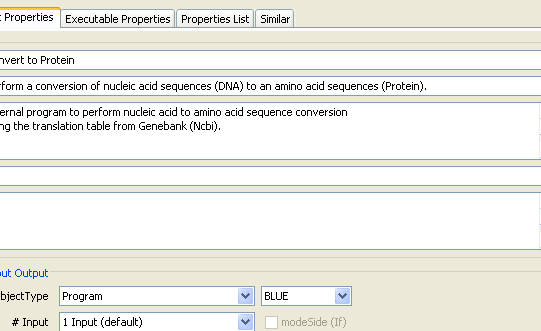 t Properties Executable Properties Properties List Similar
nvert to Protein
form a conversion of nucleic acid sequences (DNA) to an amino acid sequences (Protein).
ernal program to perform nucleic acid to amino acid sequence conversion
ng the translation table from Genebank (Ncbi).
out Output
bjectType Program BLUE
# Input 1 Input (default) modeSide (If)